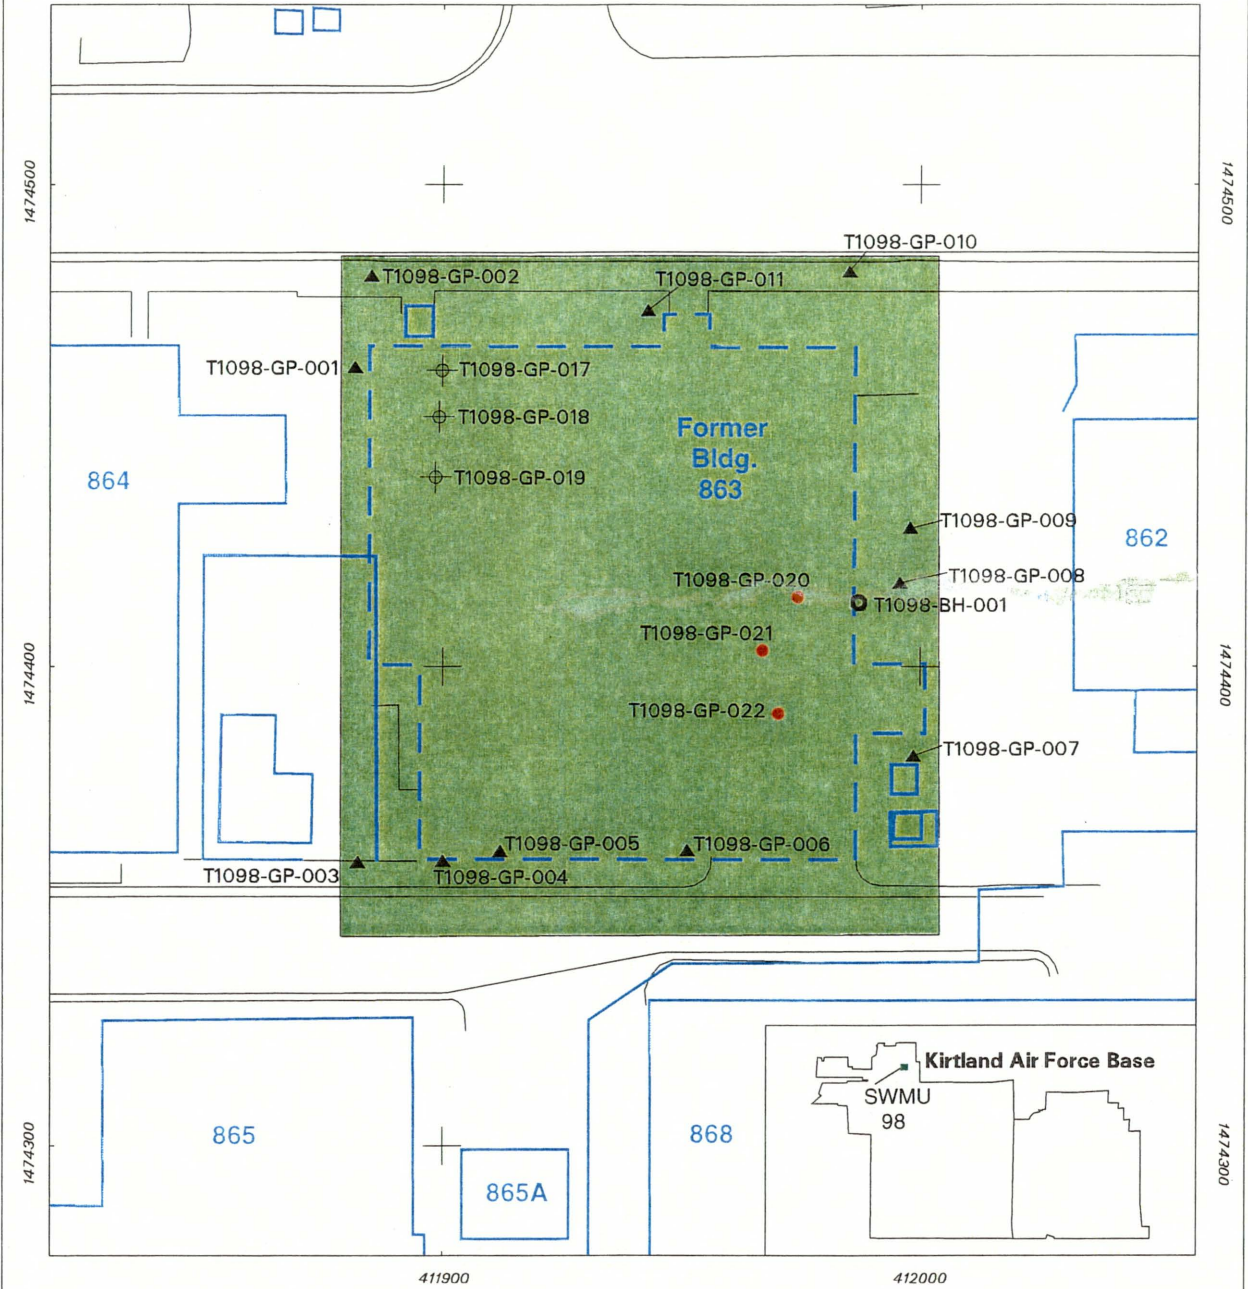 1474500
1474500
T1098-GP-010
T1098-GP-002
T1098-GP-011
T1098-GP-001
T1098-GP-017
T1098-GP-018
Former
Bldg.
863
T1098-GP-019
864
T1098-GP-009
862
T1098-GP-020
T1098-GP-008
T1098-BH-001
T1098-GP-021
1474400
1474400
T1098-GP-022
T1098-GP-007
T1098-GP-005
T1098-GP-006
T1098-GP-003
T1098-GP-004
Kirtland Air Force Base
SWMU
98
865
868
1474300
1474300
865A
411900
412000